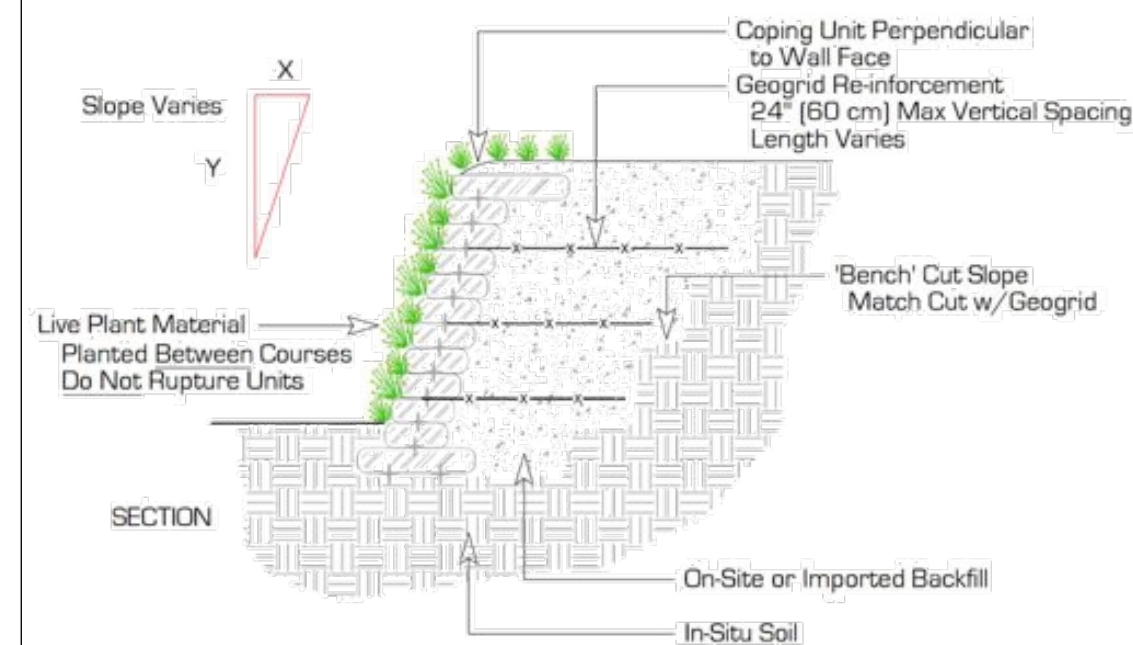 Coping Unit Perpendicular
to Wall Face
Geogrid Re-inforcement
24" (60 cm) Max Vertical Spacing
Length Varies
X
Slope Varies
Y
'Bench' Cut Slope
Match Cut w/Geogrid
Live Plant Material
Planted Between Courses
Do Not Rupture Units
SECTION
On-Site or Imported Backfill
In-Situ Soil